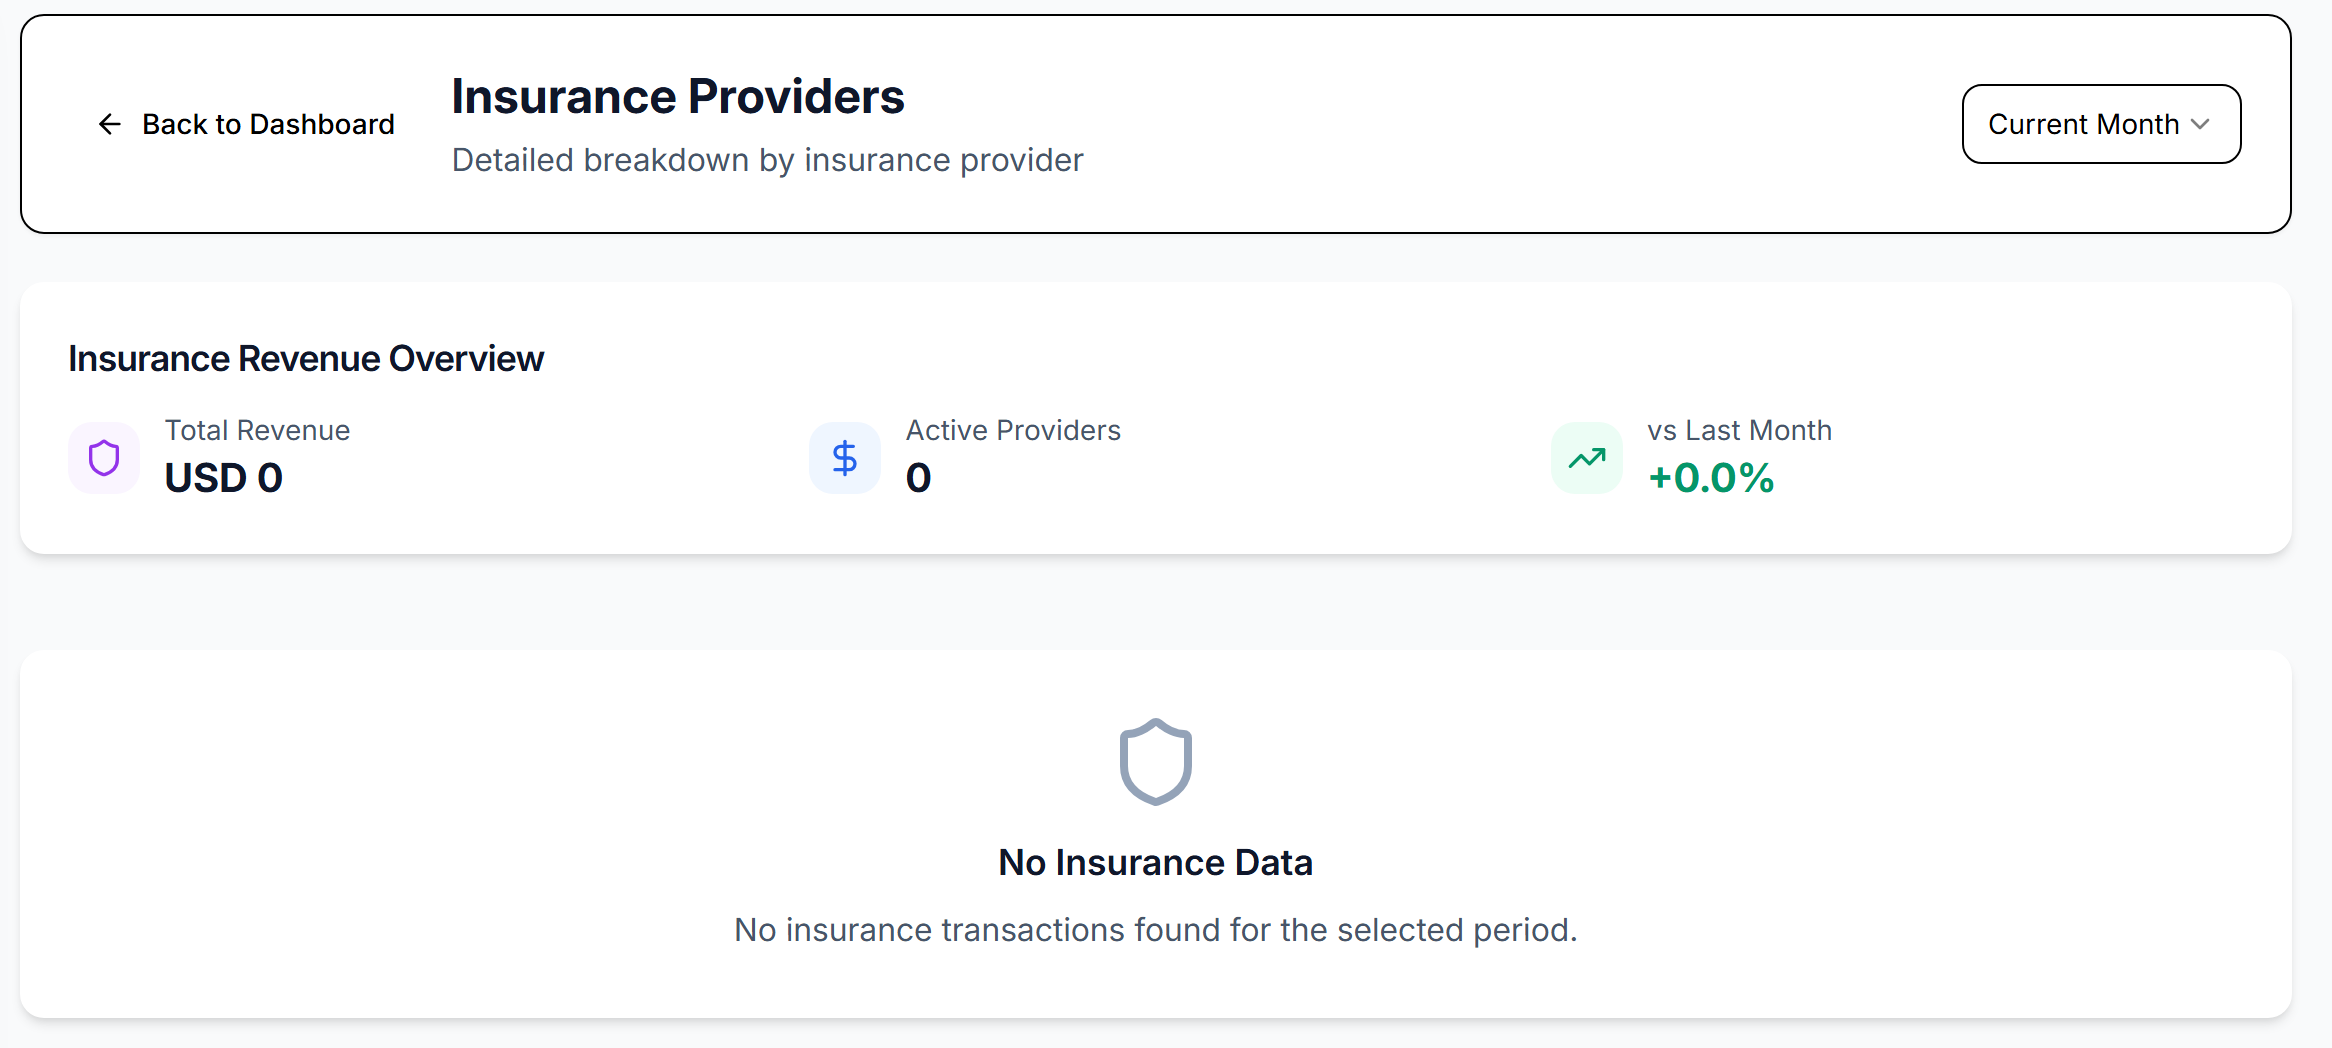 Back to Dashboard
Insurance Providers
Detailed breakdown by insurance provider
Current Month
Insurance Revenue Overview
Total Revenue
USD 0
Active Providers
0
vs Last Month
+0.0%
No Insurance Data
No insurance transactions found for the selected period.